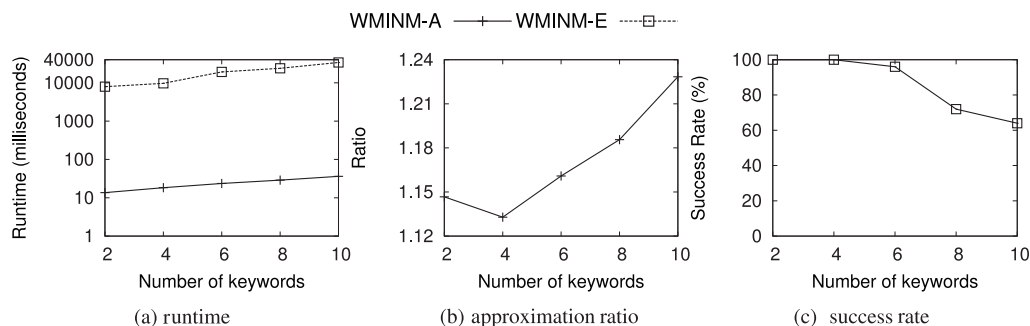 WMINM-A WMINM-E
Runtime (milliseconds)
40000
10000
1000
100
10
1
2 4 6 8 10
Number of keywords
(a) runtime
Ratio
1.24
1.21
1.18
1.15
1.12
2 4 6 8 10
Number of keywords
(b) approximation ratio
Success Rate (%)
100
80
60
40
20
0
2 4 6 8 10
Number of keywords
(c) success rate